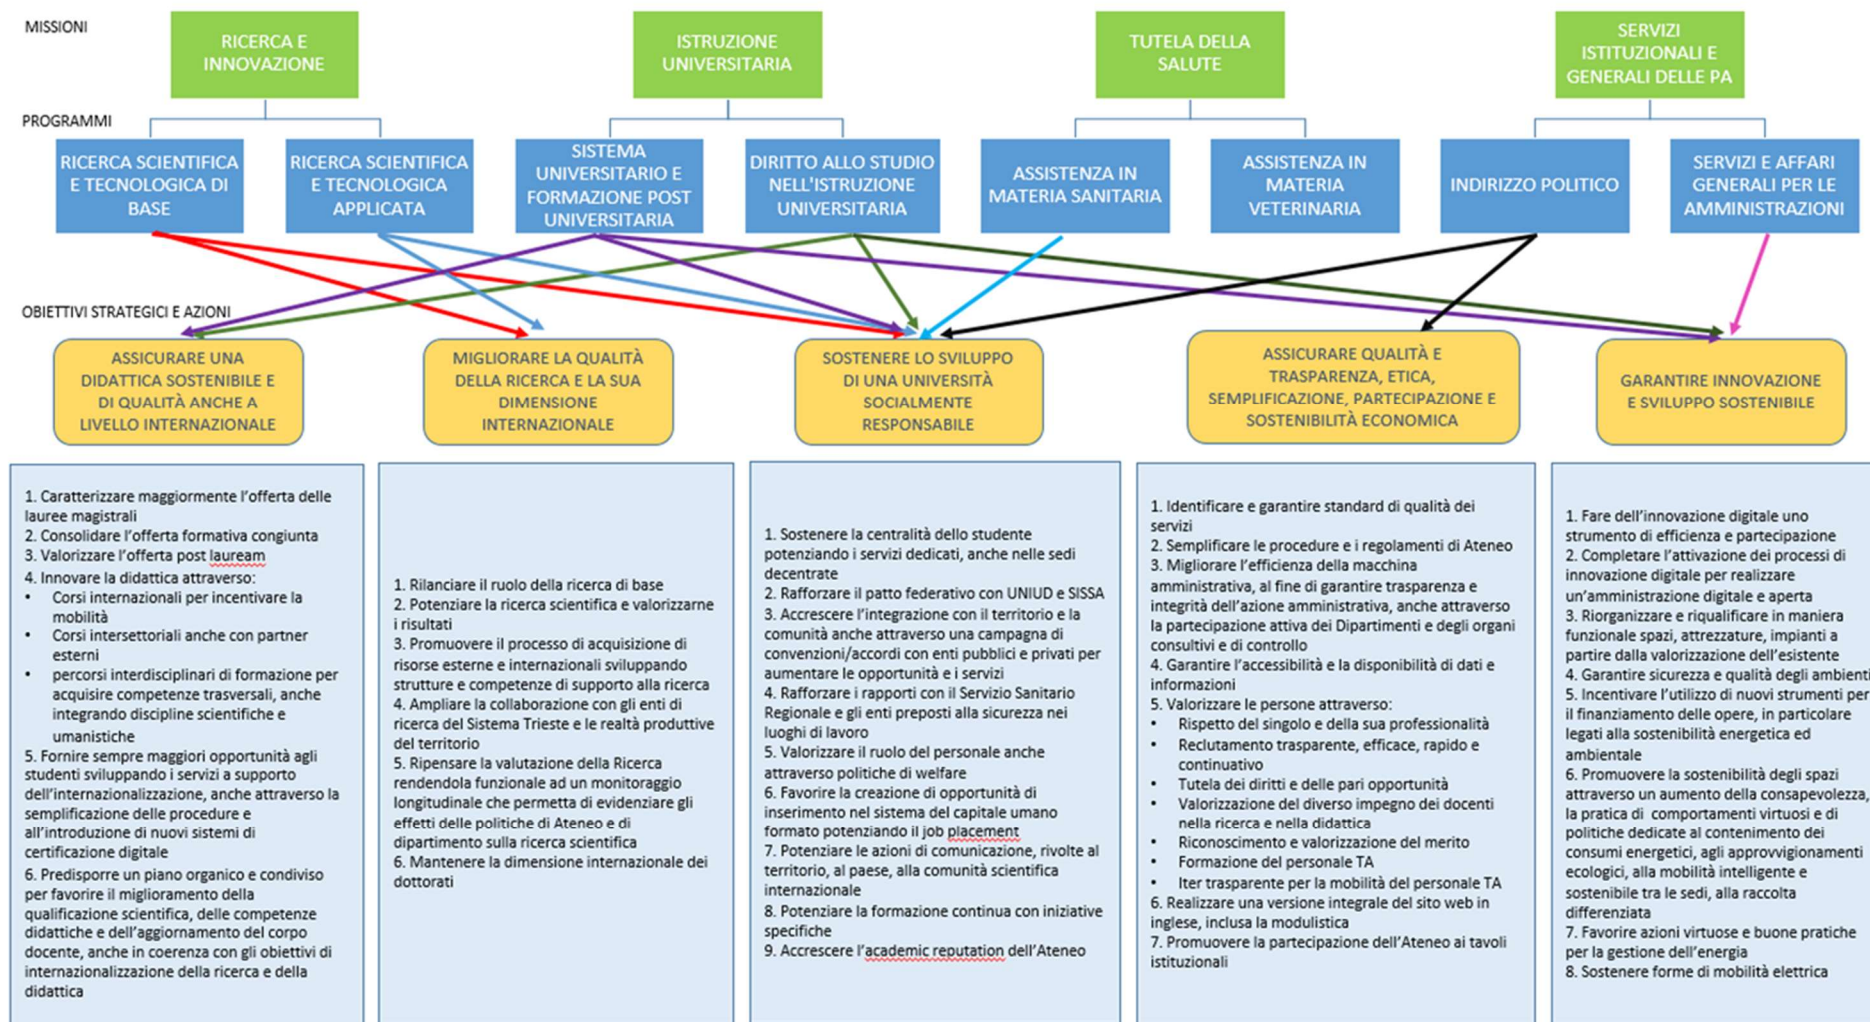 MISSIONI
RICERCA E
INNOVAZIONE
ISTRUZIONE
UNIVERSITARIA
TUTELA DELLA
SALUTE
SERVIZI
ISTITUZIONALI E
GENERALI DELLE PA
PROGRAMMI
RICERCA SCIENTIFICA
E TECNOLOGICA DI
BASE
RICERCA SCIENTIFICA
E TECNOLOGICA
APPLICATA
SISTEMA
UNIVERSITARIO E
FORMAZIONE POST
UNIVERSITARIA
DIRITTO ALLO STUDIO
NELL'ISTRUZIONE
UNIVERSITARIA
ASSISTENZA IN
MATERIA SANITARIA
ASSISTENZA IN
MATERIA
VETERINARIA
INDIRIZZO POLITICO
SERVIZI E AFFARI
GENERALI PER LE
AMMINISTRAZIONI
OBIETTIVI STRATEGICI E AZIONI
ASSICURARE UNA
DIDATTICA SOSTENIBILE E
DI QUALITÀ ANCHE A
LIVELLO INTERNAZIONALE
MIGLIORARE LA QUALITÀ
DELLA RICERCA E LA SUA
DIMENSIONE
INTERNAZIONALE
SOSTENERE LO SVILUPPO
DI UNA UNIVERSITÀ
SOCIALMENTE
RESPONSABILE
ASSICURARE QUALITÀ E
TRASPARENZA, ETICA,
SEMPLIFICAZIONE, PARTECIPAZIONE E
SOSTENIBILITÀ ECONOMICA
GARANTIRE INNOVAZIONE
E SVILUPPO SOSTENIBILE
1. Caratterizzare maggiormente l'offerta delle
lauree magistrali
2. Consolidare l'offerta formativa congiunta
3. Valorizzare l'offerta post lauream
4. Innovare la didattica attraverso:
• Corsi internazionali per incentivare la
mobilità
• Corsi intersettoriali anche con partner
esterni
• percorsi interdisciplinari di formazione per
acquisire competenze trasversali, anche
integrando discipline scientifiche e
umanistiche
5. Fornire sempre maggiori opportunità agli
studenti sviluppando i servizi a supporto
dell'internazionalizzazione, anche attraverso la
semplificazione delle procedure e
all'introduzione di nuovi sistemi di
certificazione digitale
6. Predisporre un piano organico e condiviso
per favorire il miglioramento della
qualificazione scientifica, delle competenze
didattiche e dell'aggiornamento del corpo
docente, anche in coerenza con gli obiettivi di
internazionalizzazione della ricerca e della
didattica
1. Rilanciare il ruolo della ricerca di base
2. Potenziare la ricerca scientifica e valorizzarne
i risultati
3. Promuovere il processo di acquisizione di
risorse esterne e internazionali sviluppando
strutture e competenze di supporto alla ricerca
4. Ampliare la collaborazione con gli enti di
ricerca del Sistema Trieste e le realtà produttive
del territorio
5. Ripensare la valutazione della Ricerca
rendendola funzionale ad un monitoraggio
longitudinale che permetta di evidenziare gli
effetti delle politiche di Ateneo e di
dipartimento sulla ricerca scientifica
6. Mantenere la dimensione internazionale dei
dottorati
1. Sostenere la centralità dello studente
potenziando i servizi dedicati, anche nelle sedi
decentrate
2. Rafforzare il patto federativo con UNIUD e SISSA
3. Accrescere l'integrazione con il territorio e la
comunità anche attraverso una campagna di
convenzioni/accordi con enti pubblici e privati per
aumentare le opportunità e i servizi
4. Rafforzare i rapporti con il Servizio Sanitario
Regionale e gli enti preposti alla sicurezza nei
luoghi di lavoro
5. Valorizzare il ruolo del personale anche
attraverso politiche di welfare
6. Favorire la creazione di opportunità di
inserimento nel sistema del capitale umano
formato potenziando il job placement
7. Potenziare le azioni di comunicazione, rivolte al
territorio, al paese, alla comunità scientifica
internazionale
8. Potenziare la formazione continua con iniziative
specifiche
9. Accrescere l'academic reputation dell'Ateneo
1. Identificare e garantire standard di qualità dei
servizi
2. Semplificare le procedure e i regolamenti di Ateneo
3. Migliorare l'efficienza della macchina
amministrativa, al fine di garantire trasparenza e
integrità dell'azione amministrativa, anche attraverso
la partecipazione attiva dei Dipartimenti e degli organi
consultivi e di controllo
4. Garantire l'accessibilità e la disponibilità di dati e
informazioni
5. Valorizzare le persone attraverso:
• Rispetto del singolo e della sua professionalità
• Reclutamento trasparente, efficace, rapido e
continuativo
• Tutela dei diritti e delle pari opportunità
• Valorizzazione del diverso impegno dei docenti
nella ricerca e nella didattica
• Riconoscimento e valorizzazione del merito
• Formazione del personale TA
• Iter trasparente per la mobilità del personale TA
6. Realizzare una versione integrale del sito web in
inglese, inclusa la modulistica
7. Promuovere la partecipazione dell'Ateneo ai tavoli
istituzionali
1. Fare dell'innovazione digitale uno
strumento di efficienza e partecipazione
2. Completare l'attivazione dei processi di
innovazione digitale per realizzare
un'amministrazione digitale e aperta
3. Riorganizzare e riqualificare in maniera
funzionale spazi, attrezzature, impianti a
partire dalla valorizzazione dell'esistente
4. Garantire sicurezza e qualità degli ambienti
5. Incentivare l'utilizzo di nuovi strumenti per
il finanziamento delle opere, in particolare
legati alla sostenibilità energetica ed
ambientale
6. Promuovere la sostenibilità degli spazi
attraverso un aumento della consapevolezza,
la pratica di comportamenti virtuosi e di
politiche dedicate al contenimento dei
consumi energetici, agli approvvigionamenti
ecologici, alla mobilità intelligente e
sostenibile tra le sedi, alla raccolta
differenziata
7. Favorire azioni virtuose e buone pratiche
per la gestione dell'energia
8. Sostenere forme di mobilità elettrica